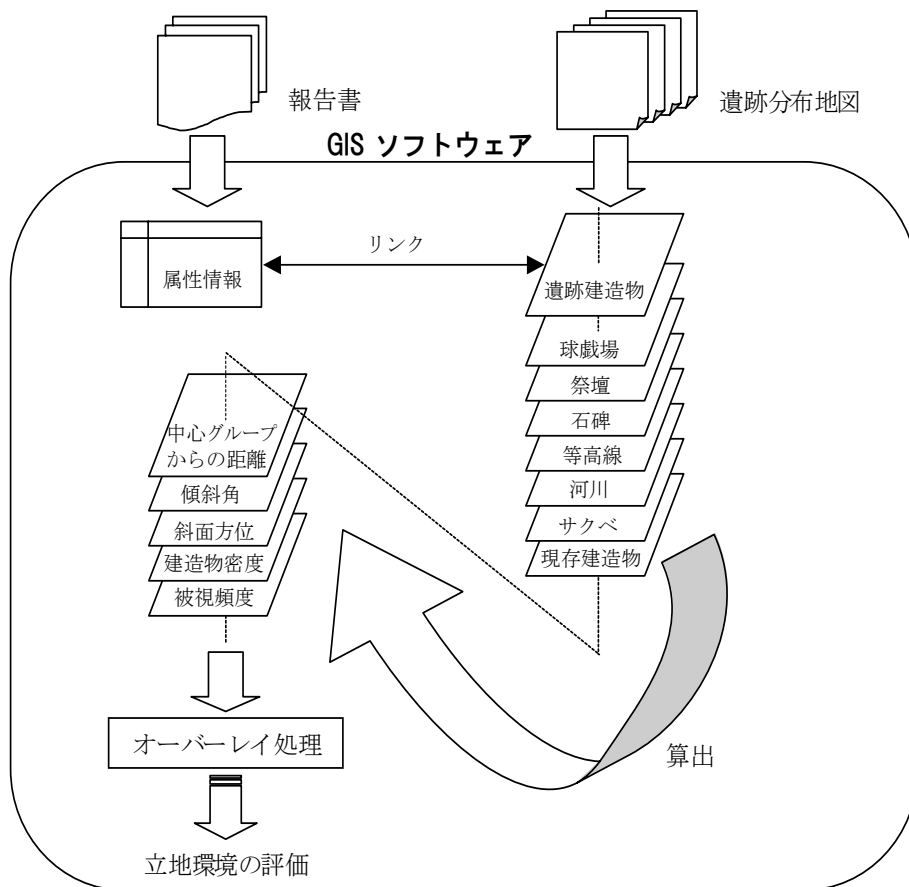 報告書
遺跡分布地図
GIS ソフトウェア
属性情報
リンク
遺跡建造物
球戯場
祭壇
石碑
等高線
河川
サクベ
現存建造物
中心グループ
からの距離
傾斜角
斜面方位
建造物密度
被視頻度
算出
オーバーレイ処理
立地環境の評価